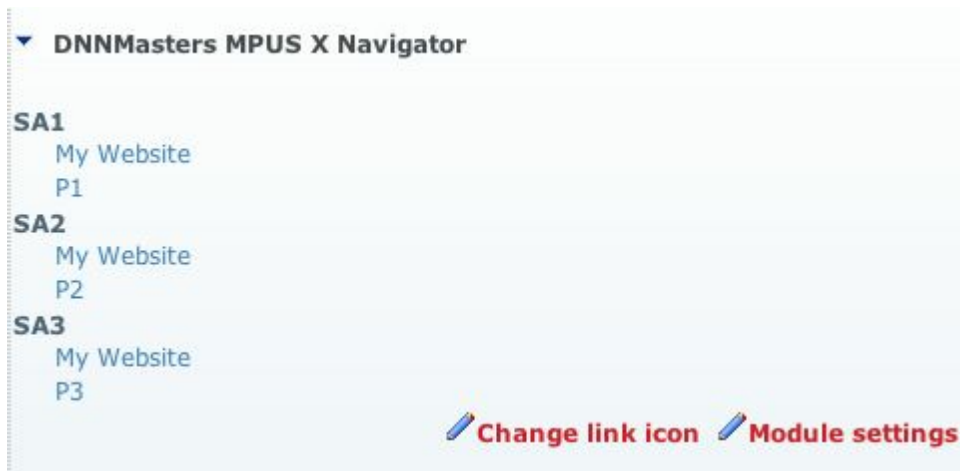 DNNMasters MPUS X Navigator
SA1
My Website
P1
SA2
My Website
P2
SA3
My Website
P3
Change link icon Module settings